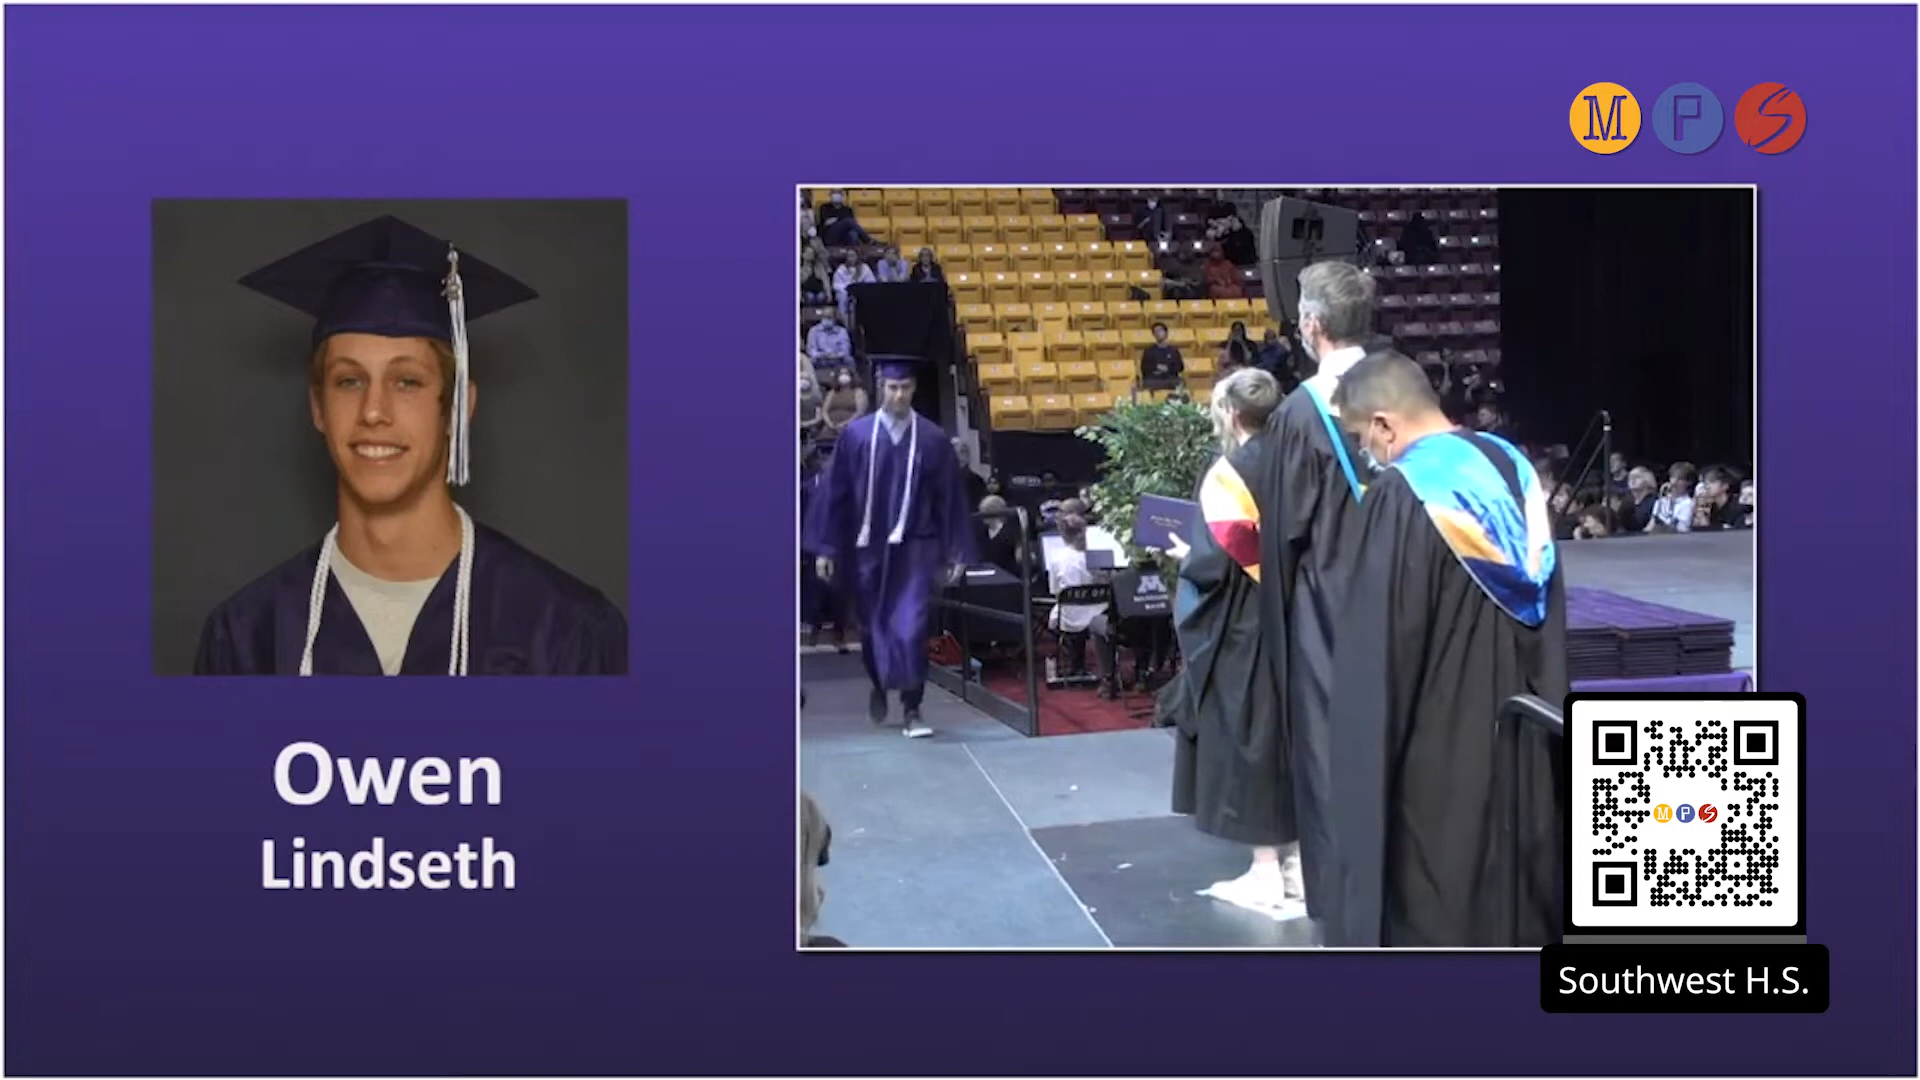 M P S
Owen
Lindseth
M P S
Southwest H.S.